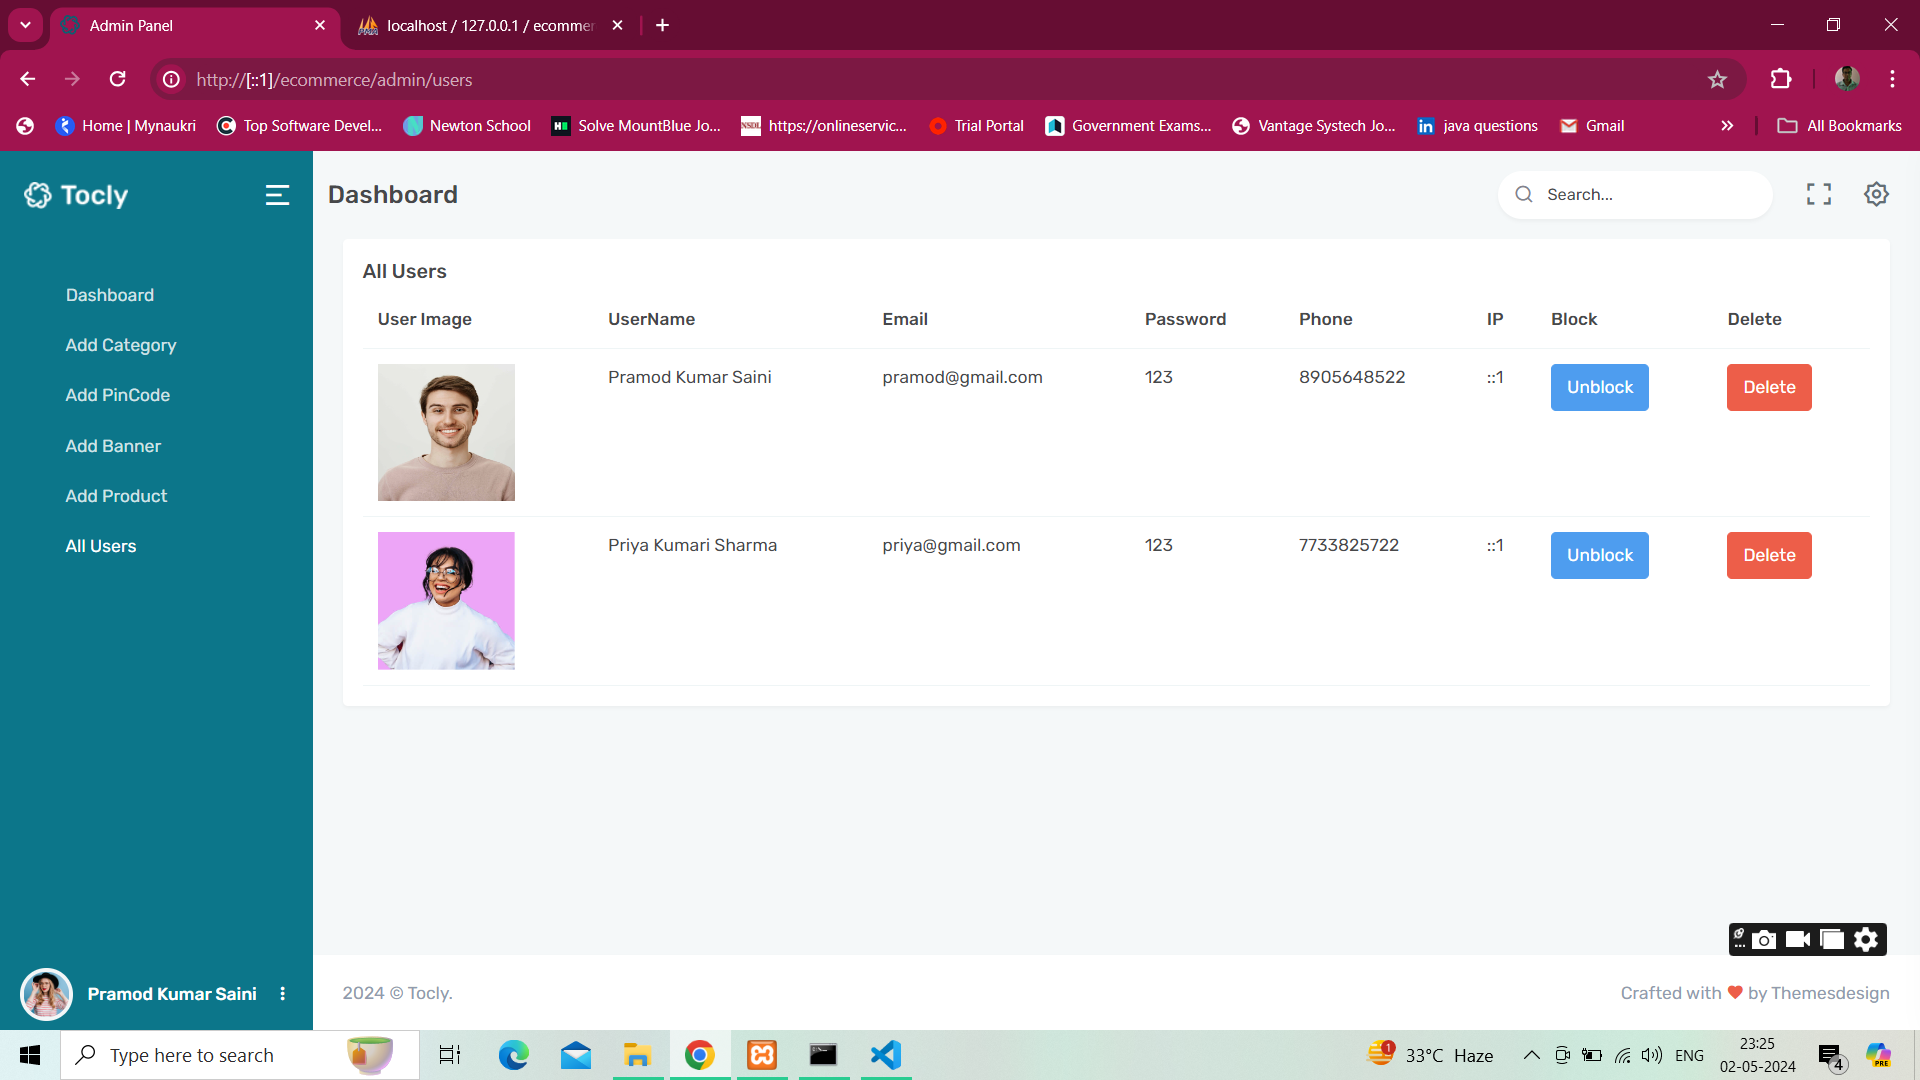 Admin Panel
localhost / 127.0.0.1 / ecommer
http://[::1]/ecommerce/admin/users
Home | Mynaukri
Top Software Devel...
Newton School
Solve MountBlue Jo...
NSDL
https://onlineservic...
Trial Portal
Government Exams...
Vantage Systech Jo...
java questions
Gmail
All Bookmarks
Tocly
Dashboard
Search...
Dashboard
Add Category
Add PinCode
Add Banner
Add Product
All Users
All Users
User Image UserName Email Password Phone IP Block Delete
Pramod Kumar Saini pramod@gmail.com 123 8905648522 ::1 Unblock Delete
Priya Kumari Sharma priya@gmail.com 123 7733825722 ::1 Unblock Delete
Pramod Kumar Saini
2024 © Tocly.
Crafted with ❤ by Themesdesign
Type here to search
1
33°C Haze
ENG
23:25
02-05-2024
4
PRE